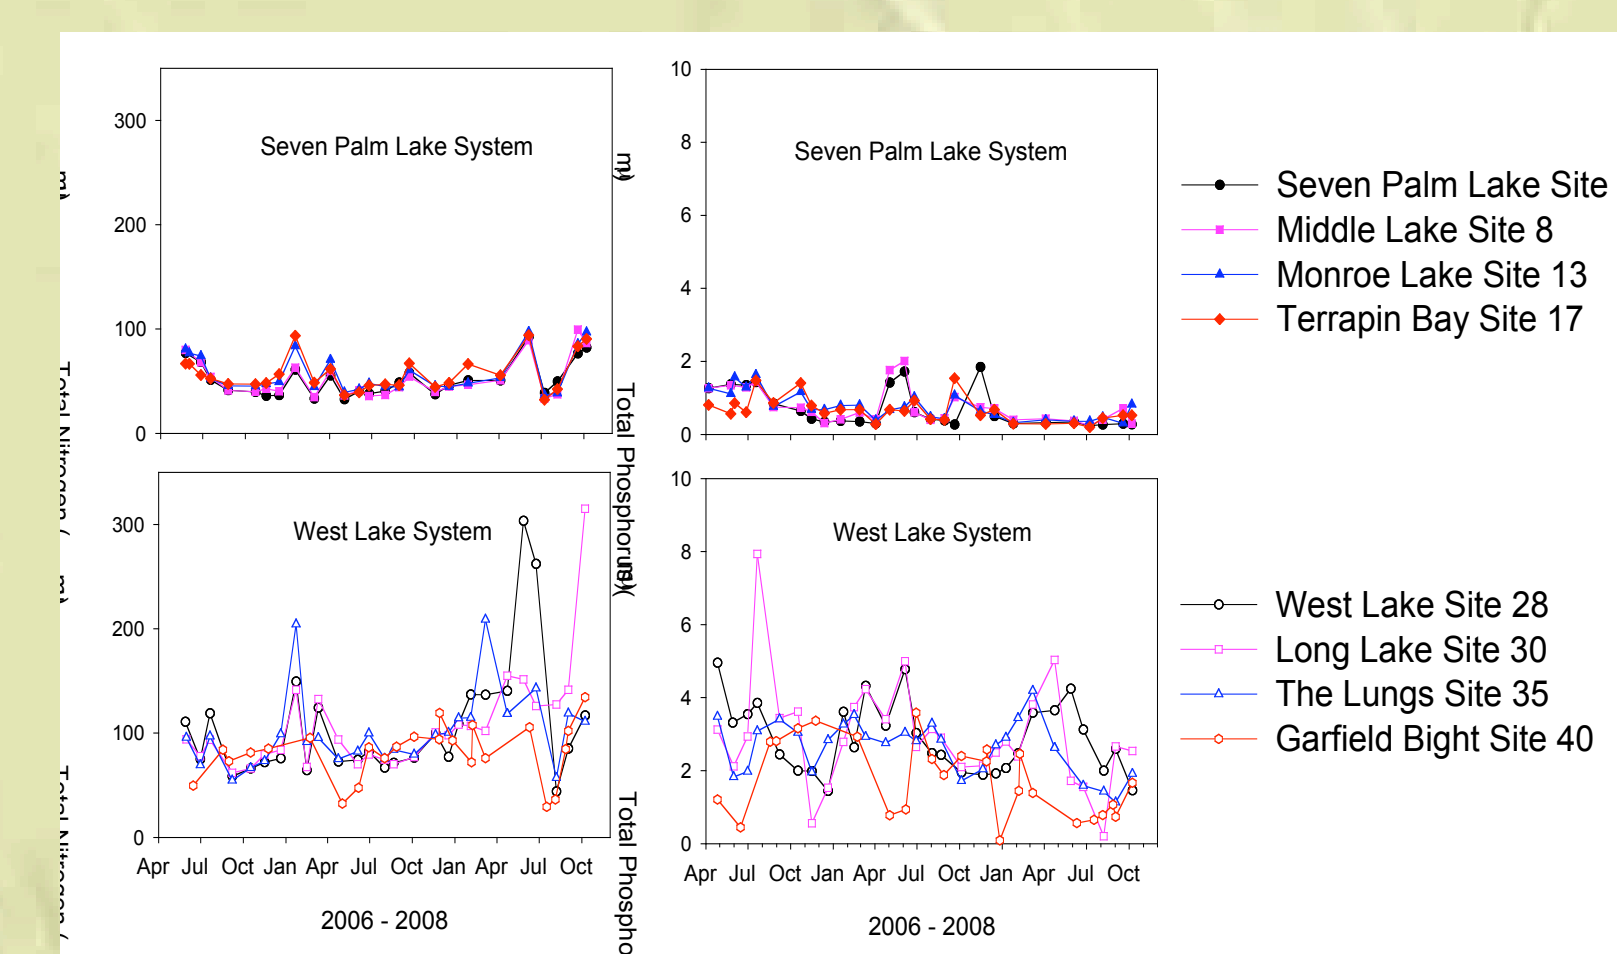 300
200
100
0
Seven Palm Lake System
10
8
6
4
2
0
Seven Palm Lake System
Seven Palm Lake Site
Middle Lake Site 8
Monroe Lake Site 13
Terrapin Bay Site 17
Total Phosphorus
300
200
100
0
West Lake System
Apr Jul Oct Jan Apr Jul Oct Jan Apr Jul Oct
2006 - 2008
10
8
6
4
2
0
West Lake System
Apr Jul Oct Jan Apr Jul Oct Jan Apr Jul Oct
2006 - 2008
West Lake Site 28
Long Lake Site 30
The Lungs Site 35
Garfield Bight Site 40
Total Phospho